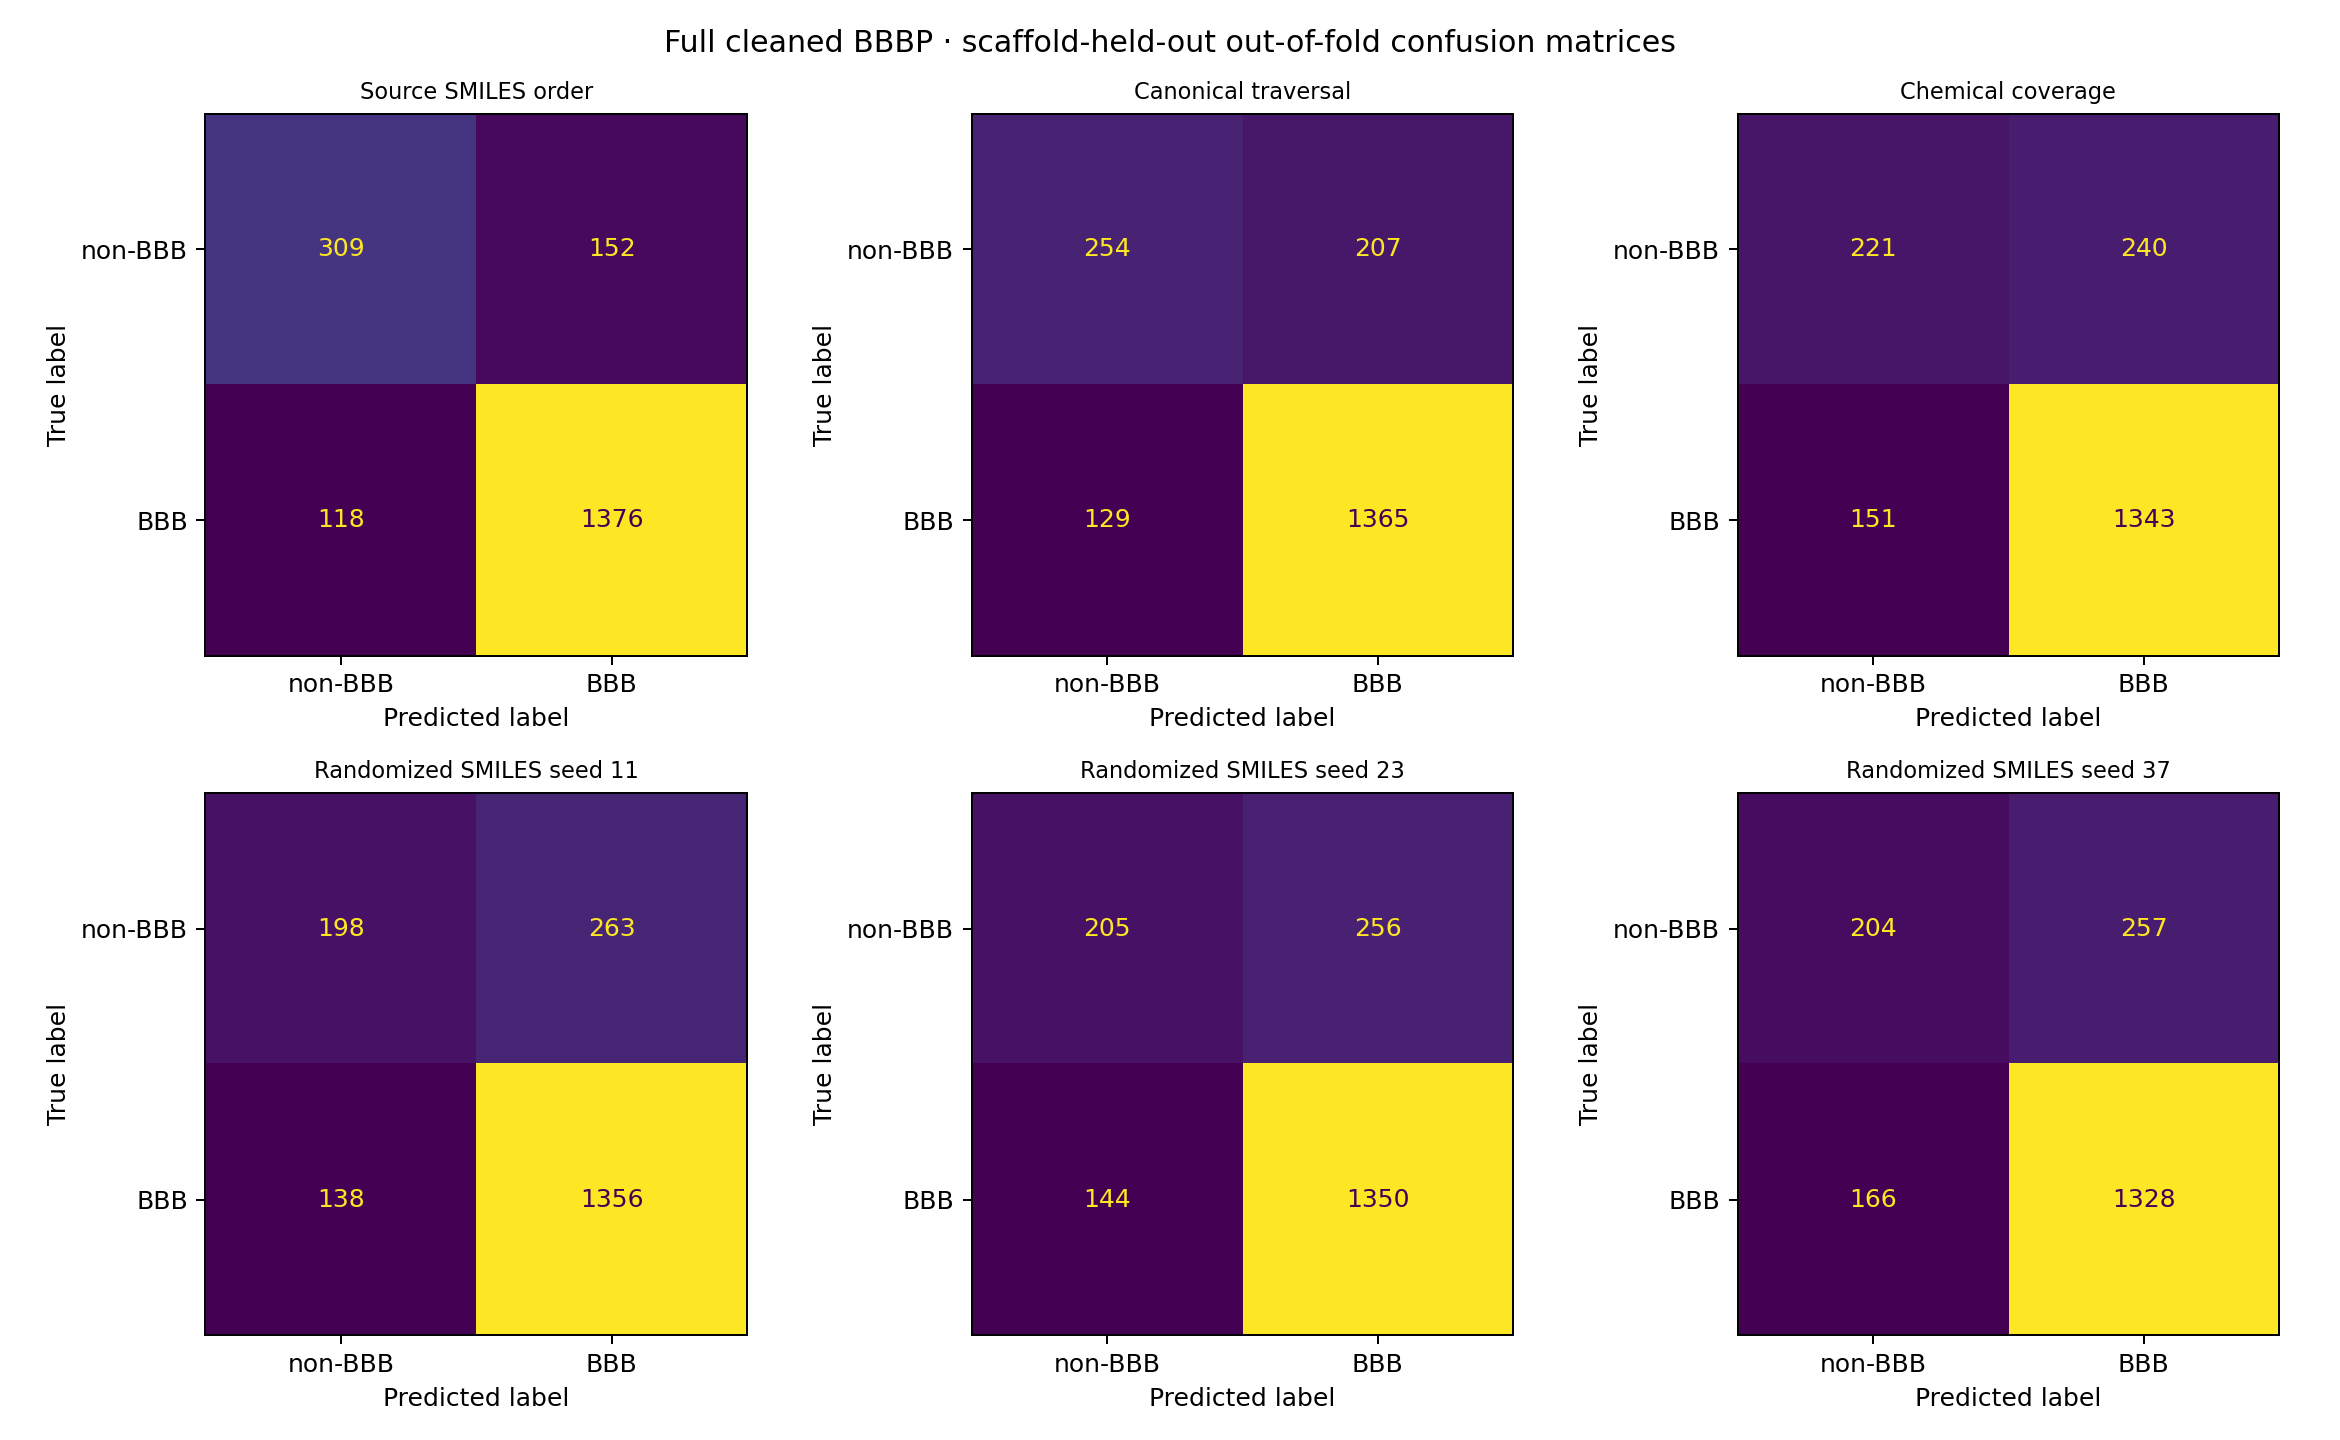 Full cleaned BBBP · scaffold-held-out out-of-fold confusion matrices
Source SMILES order
non-BBB
309
152
BBB
118
1376
True label
non-BBB
BBB
Predicted label
Canonical traversal
non-BBB
254
207
BBB
129
1365
True label
non-BBB
BBB
Predicted label
Chemical coverage
non-BBB
221
240
BBB
151
1343
True label
non-BBB
BBB
Predicted label
Randomized SMILES seed 11
non-BBB
198
263
BBB
138
1356
True label
non-BBB
BBB
Predicted label
Randomized SMILES seed 23
non-BBB
205
256
BBB
144
1350
True label
non-BBB
BBB
Predicted label
Randomized SMILES seed 37
non-BBB
204
257
BBB
166
1328
True label
non-BBB
BBB
Predicted label